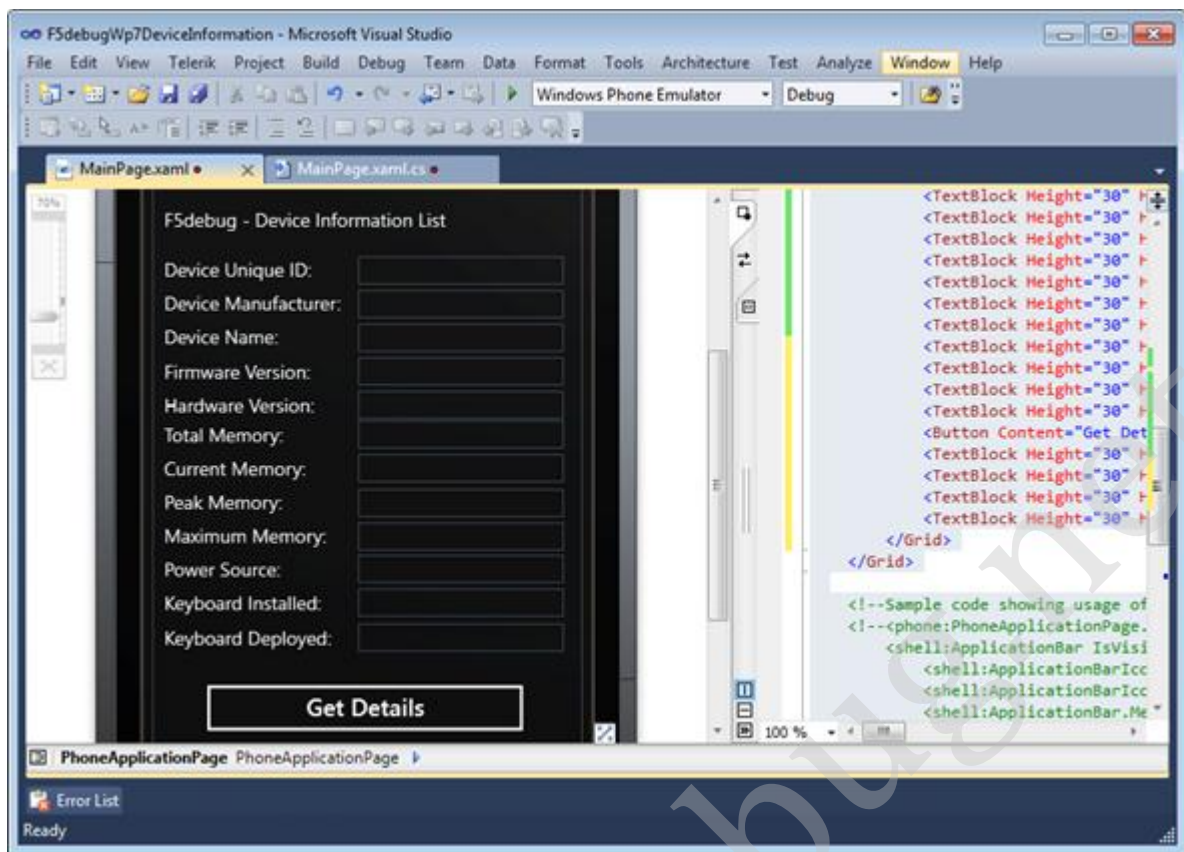 F5debugWp7DeviceInformation - Microsoft Visual Studio
File Edit View Telerik Project Build Debug Team Data Format Tools Architecture Test Analyze Window Help
Windows Phone Emulator Debug
MainPage.xaml MainPage.xaml.cs
70%
F5debug - Device Information List
Device Unique ID:
Device Manufacturer:
Device Name:
Firmware Version:
Hardware Version:
Total Memory:
Current Memory:
Peak Memory:
Maximum Memory:
Power Source:
Keyboard Installed:
Keyboard Deployed:
Get Details
<TextBlock Height="30" H
<TextBlock Height="30" H
<TextBlock Height="30" H
<TextBlock Height="30" H
<TextBlock Height="30" H
<TextBlock Height="30" H
<TextBlock Height="30" H
<TextBlock Height="30" H
<TextBlock Height="30" H
<TextBlock Height="30" H
<TextBlock Height="30" H
<Button Content="Get Det
<TextBlock Height="30" H
<TextBlock Height="30" H
<TextBlock Height="30" H
<TextBlock Height="30" H
</Grid>
</Grid>
<!--Sample code showing usage of
<!--<phone:PhoneApplicationPage.
<shell:ApplicationBar IsVisi
<shell:ApplicationBarIcc
<shell:ApplicationBarIcc
<shell:ApplicationBar.Me
100 %
PhoneApplicationPage PhoneApplicationPage
Error List
Ready